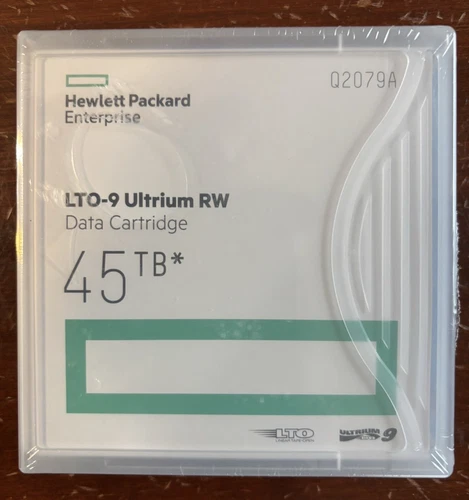 Q2079A
Hewlett Packard
Enterprise
LTO-9 Ultrium RW
Data Cartridge
45TB*
LTO
ULTRIUM 9